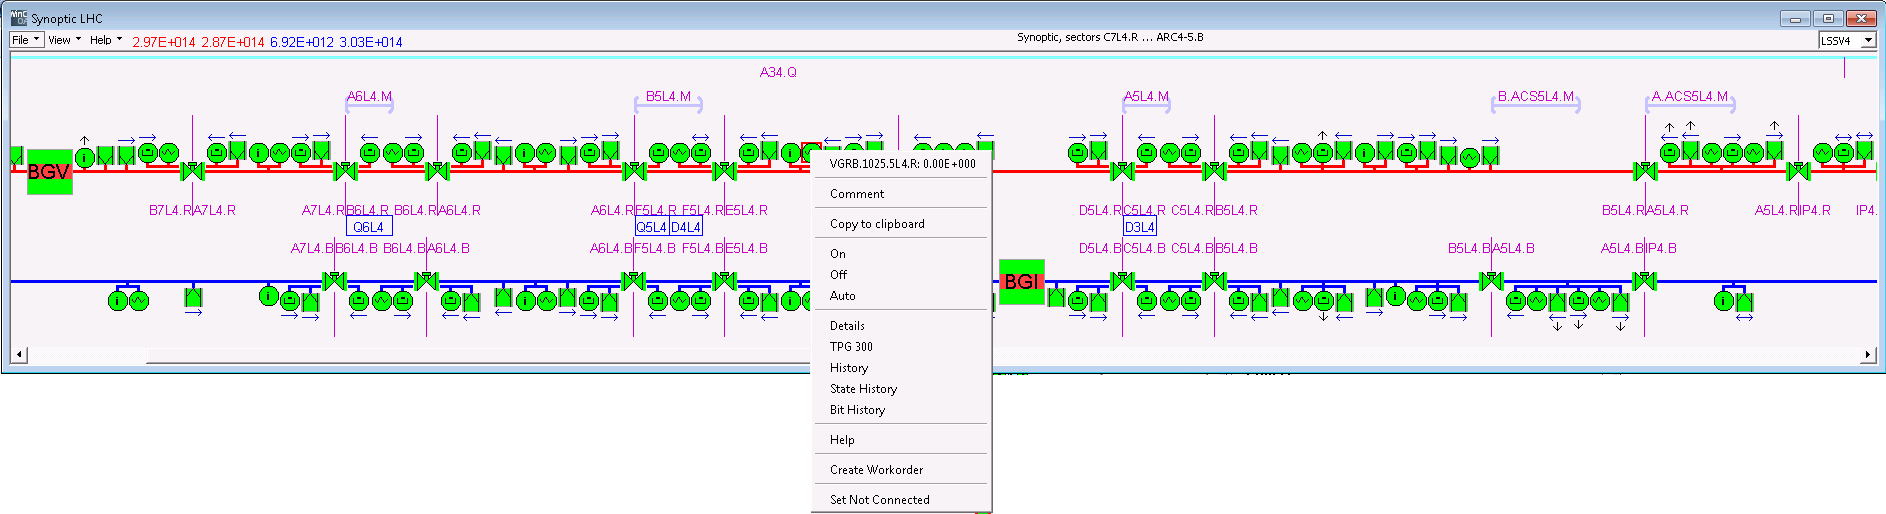 Synoptic LHC
File View Help 2.97E+014 2.87E+014 6.92E+012 3.03E+014 Synoptic, sectors C7L4.R ... ARC4-5.B LSSV4
A34.Q
A6L4.M B5L4.M A5L4.M B.ACS5L4.M A.ACS5L4.M
BGV
B7L4.R A7L4.R A7L4.R B6L4.R B6L4.R A6L4.R A6L4.R F5L4.R F5L4.R E5L4.R D5L4.R C5L4.R C5L4.R B5L4.R B5L4.R A5L4.R A5L4.R IP4.R IP4.
Q6L4 Q5L4 D4L4 D3L4
A7L4.B B6L4.B B6L4.B A6L4.B A6L4.B F5L4.B F5L4.B E5L4.B D5L4.B C5L4.B C5L4.B B5L4.B B5L4.B A5L4.B A5L4.B IP4.B
BGI
VGRB.1025.5L4.R: 0.00E+000
Comment
Copy to clipboard
On
Off
Auto
Details
TPG 300
History
State History
Bit History
Help
Create Workorder
Set Not Connected